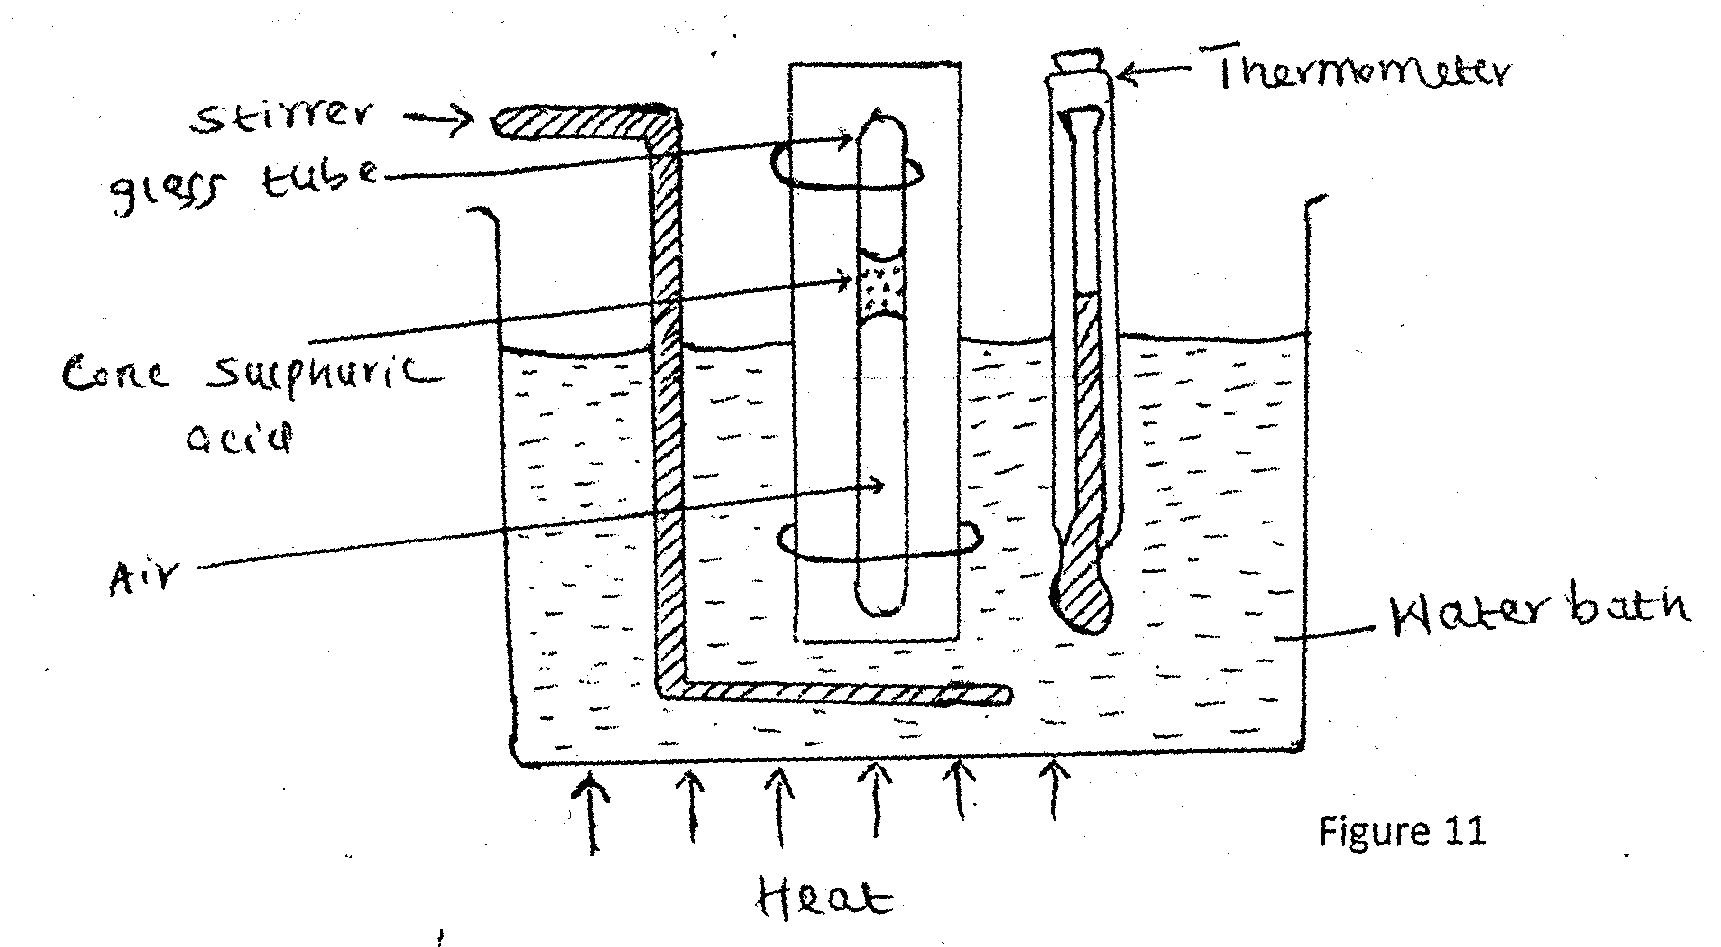 Thermometer
Stirrer
glass tube
Conc Sulphuric
acid
Air
Water bath
Figure 11
Heat